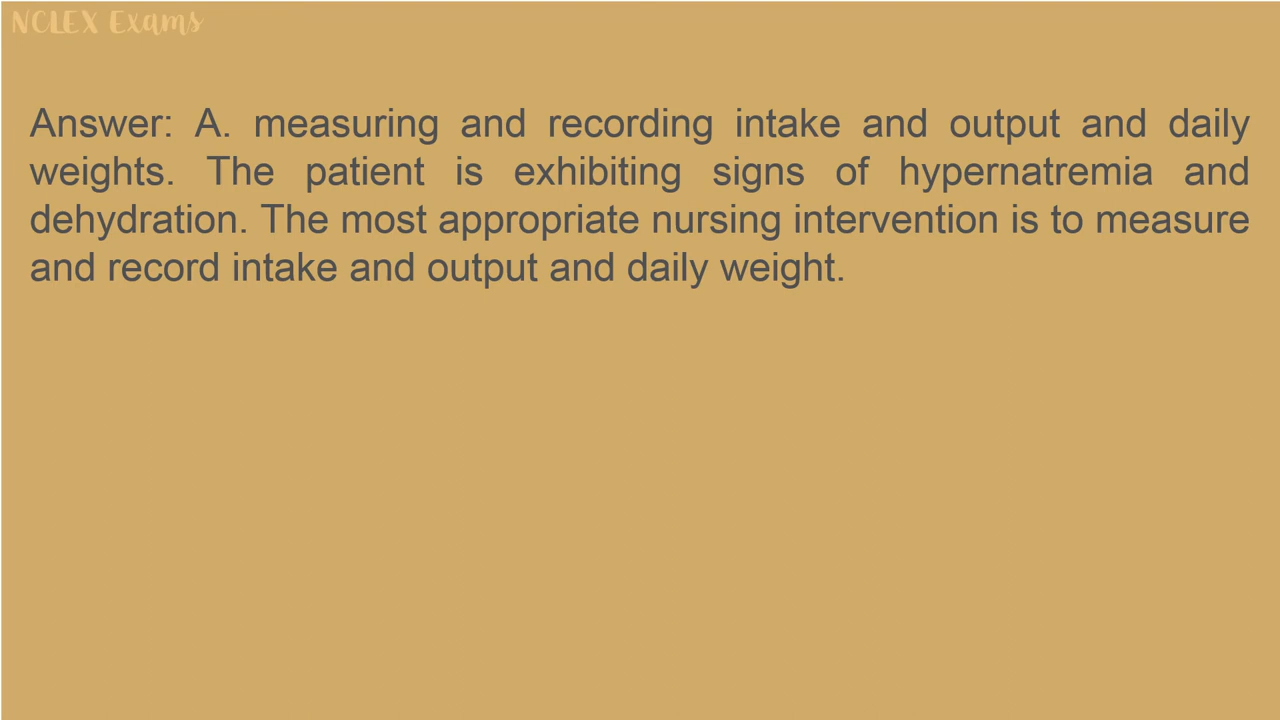 NCLEX Exams
Answer: A. measuring and recording intake and output and daily
weights. The patient is exhibiting signs of hypernatremia and
dehydration. The most appropriate nursing intervention is to measure
and record intake and output and daily weight.